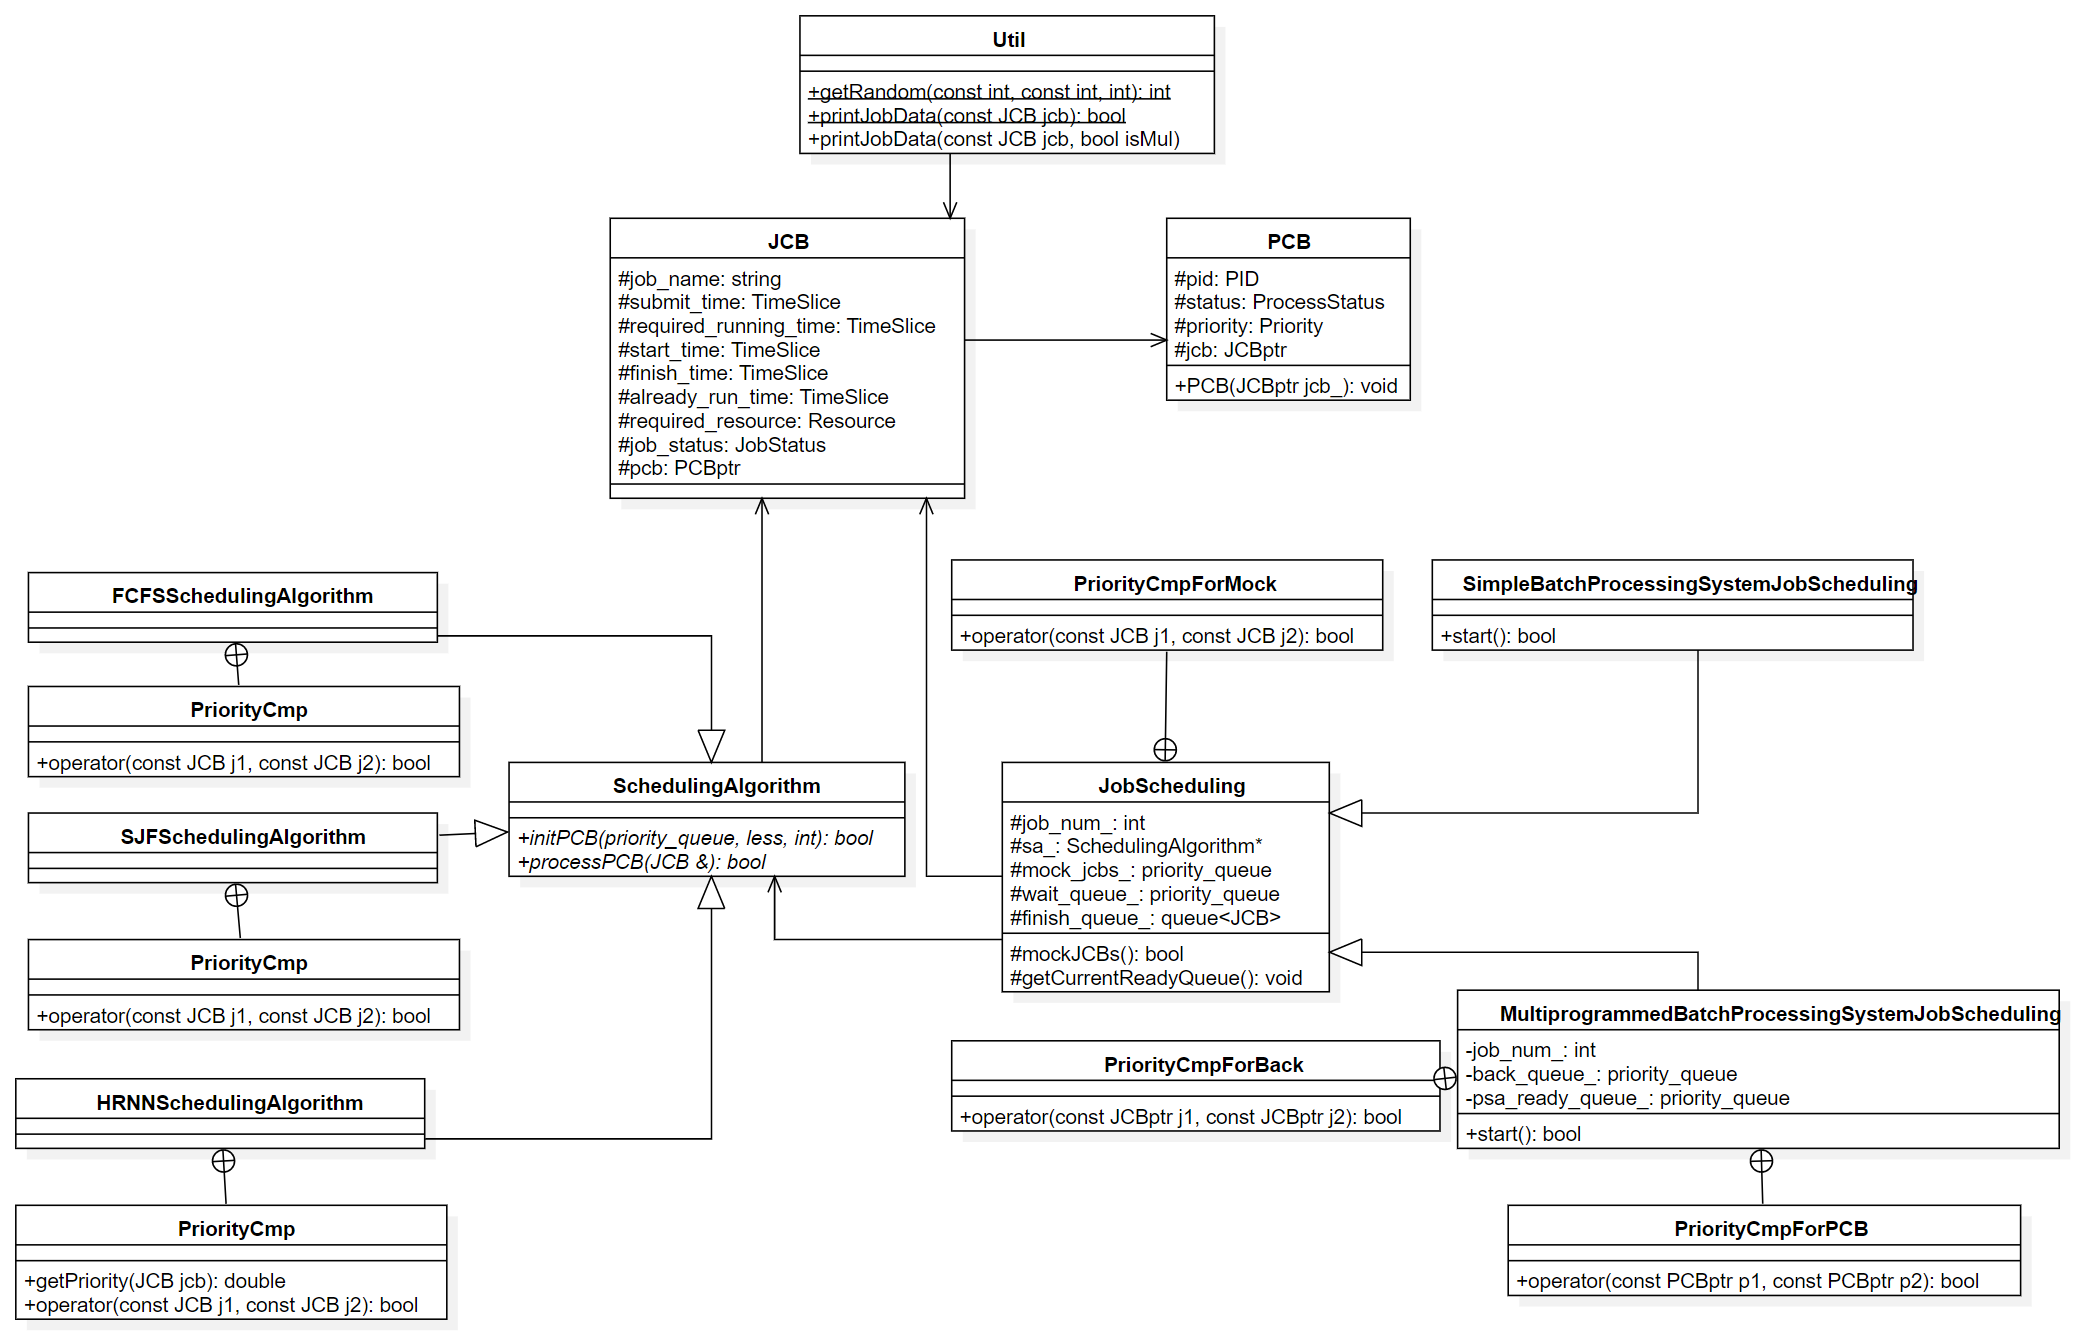 Util
+getRandom(const int, const int, int): int
+printJobData(const JCB jcb): bool
+printJobData(const JCB jcb, bool isMul)
JCB
#job_name: string
#submit_time: TimeSlice
#required_running_time: TimeSlice
#start_time: TimeSlice
#finish_time: TimeSlice
#already_run_time: TimeSlice
#required_resource: Resource
#job_status: JobStatus
#pcb: PCBptr
PCB
#pid: PID
#status: ProcessStatus
#priority: Priority
#jcb: JCBptr
+PCB(JCBptr jcb_): void
FCFSSchedulingAlgorithm
PriorityCmp
+operator(const JCB j1, const JCB j2): bool
SJFSchedulingAlgorithm
PriorityCmp
+operator(const JCB j1, const JCB j2): bool
HRNNSchedulingAlgorithm
PriorityCmp
+getPriority(JCB jcb): double
+operator(const JCB j1, const JCB j2): bool
SchedulingAlgorithm
+initPCB(priority_queue, less, int): bool
+processPCB(JCB &): bool
PriorityCmpForMock
+operator(const JCB j1, const JCB j2): bool
SimpleBatchProcessingSystemJobScheduling
+start(): bool
JobScheduling
#job_num_: int
#sa_: SchedulingAlgorithm*
#mock_jcbs_: priority_queue
#wait_queue_: priority_queue
#finish_queue_: queue<JCB>
#mockJCBs(): bool
#getCurrentReadyQueue(): void
PriorityCmpForBack
+operator(const JCBptr j1, const JCBptr j2): bool
MultiprogrammedBatchProcessingSystemJobScheduling
-job_num_: int
-back_queue_: priority_queue
-psa_ready_queue_: priority_queue
+start(): bool
PriorityCmpForPCB
+operator(const PCBptr p1, const PCBptr p2): bool